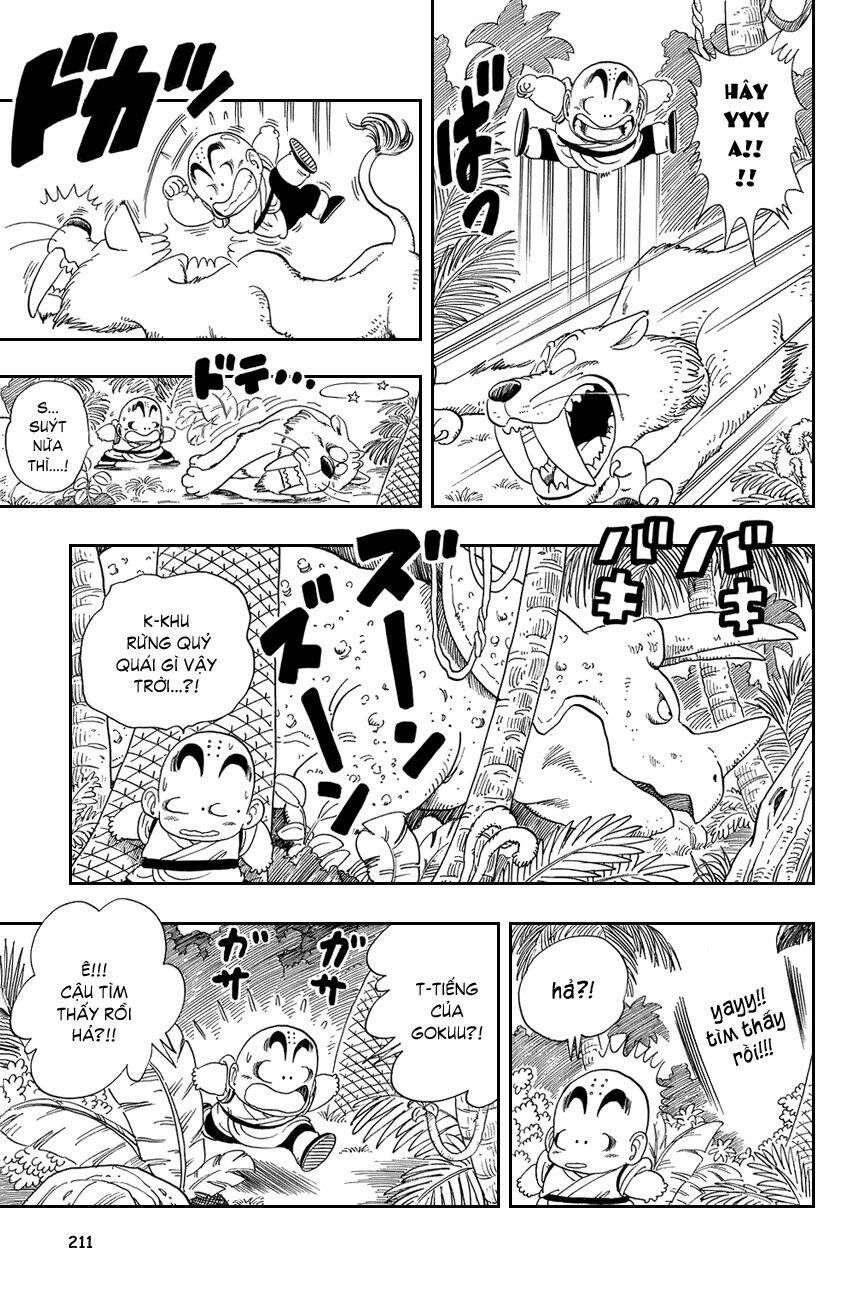 HÂY
YYY
A!!
!!
ばっ
ドカッ
ドテ...
S...
SUÝT
NỮA
THÌ....!
バキ
バキ
ズーン
ズーン
K-KHU
RỪNG QUỶ
QUÁI GÌ VẬY
TRỜI...?!
yayy!!
tìm thấy
rồi!!!
hả?!
T-TIẾNG
CỦA
GOKUU?!
ガサ
ガサ
Ê!!!
CẬU TÌM
THẤY RỒI
HẢ?!!
211